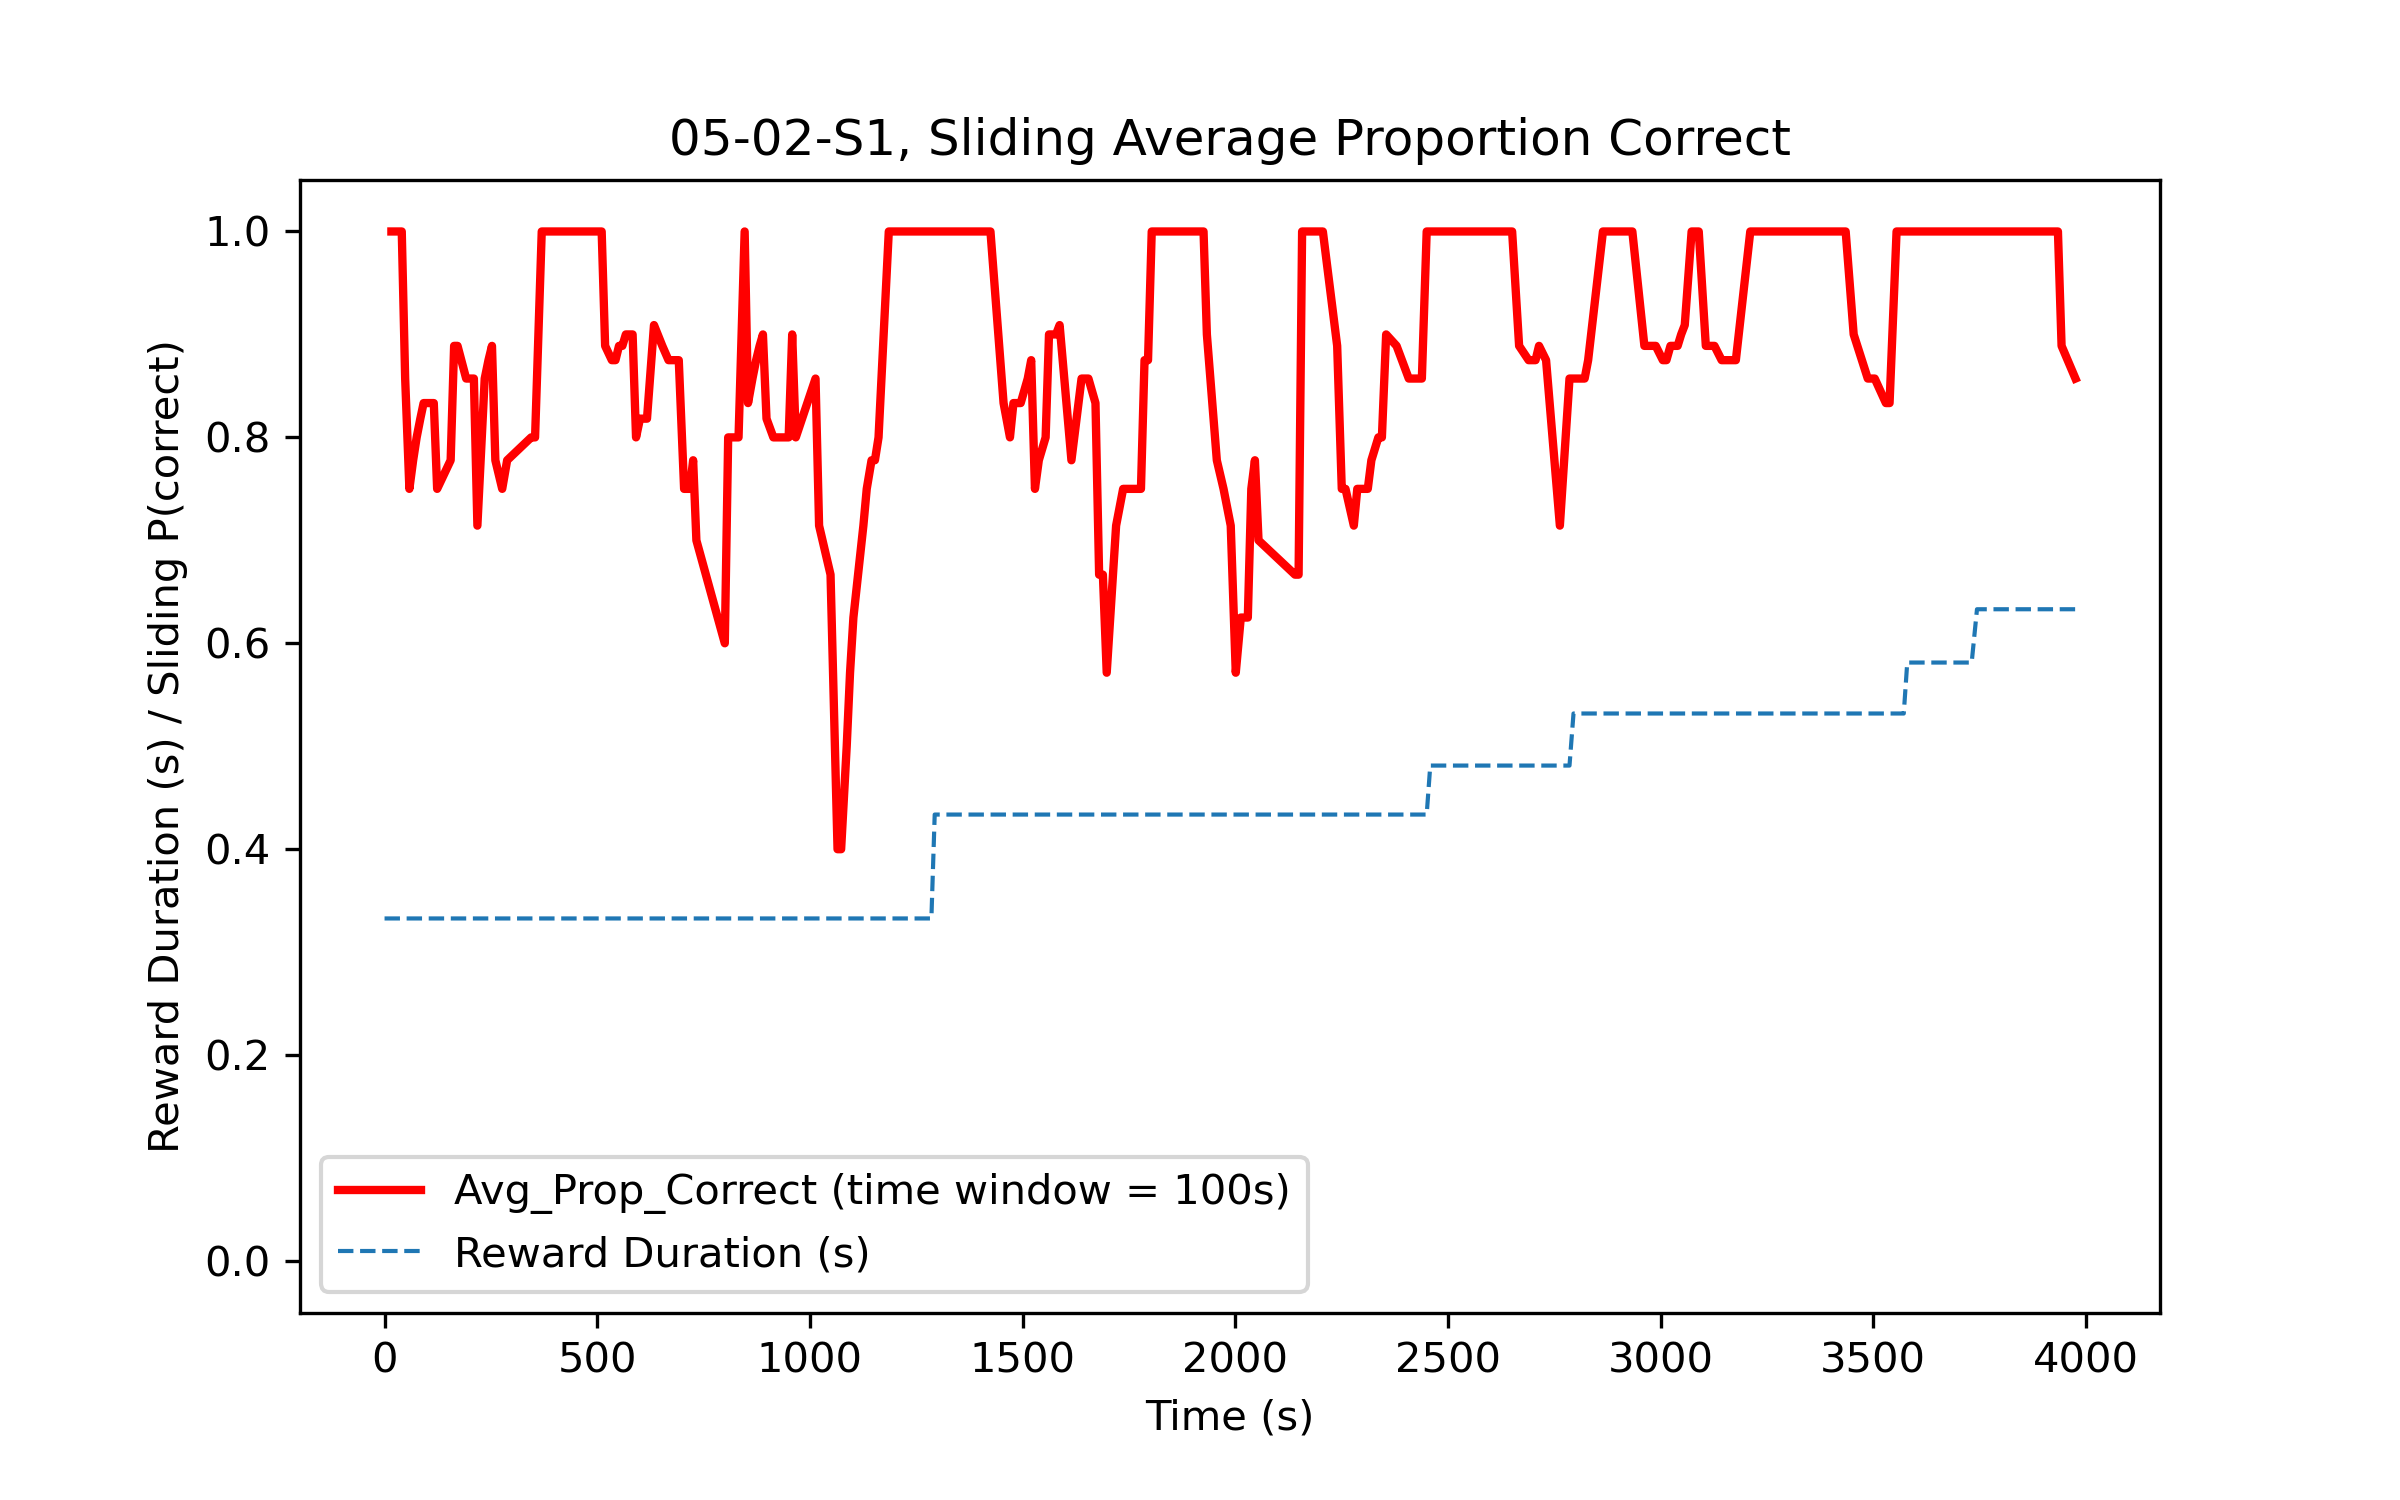 05-02-S1, Sliding Average Proportion Correct
Reward Duration (s) / Sliding P(correct)
1.0
0.8
0.6
0.4
0.2
0.0
Avg_Prop_Correct (time window = 100s)
Reward Duration (s)
0 500 1000 1500 2000 2500 3000 3500 4000
Time (s)